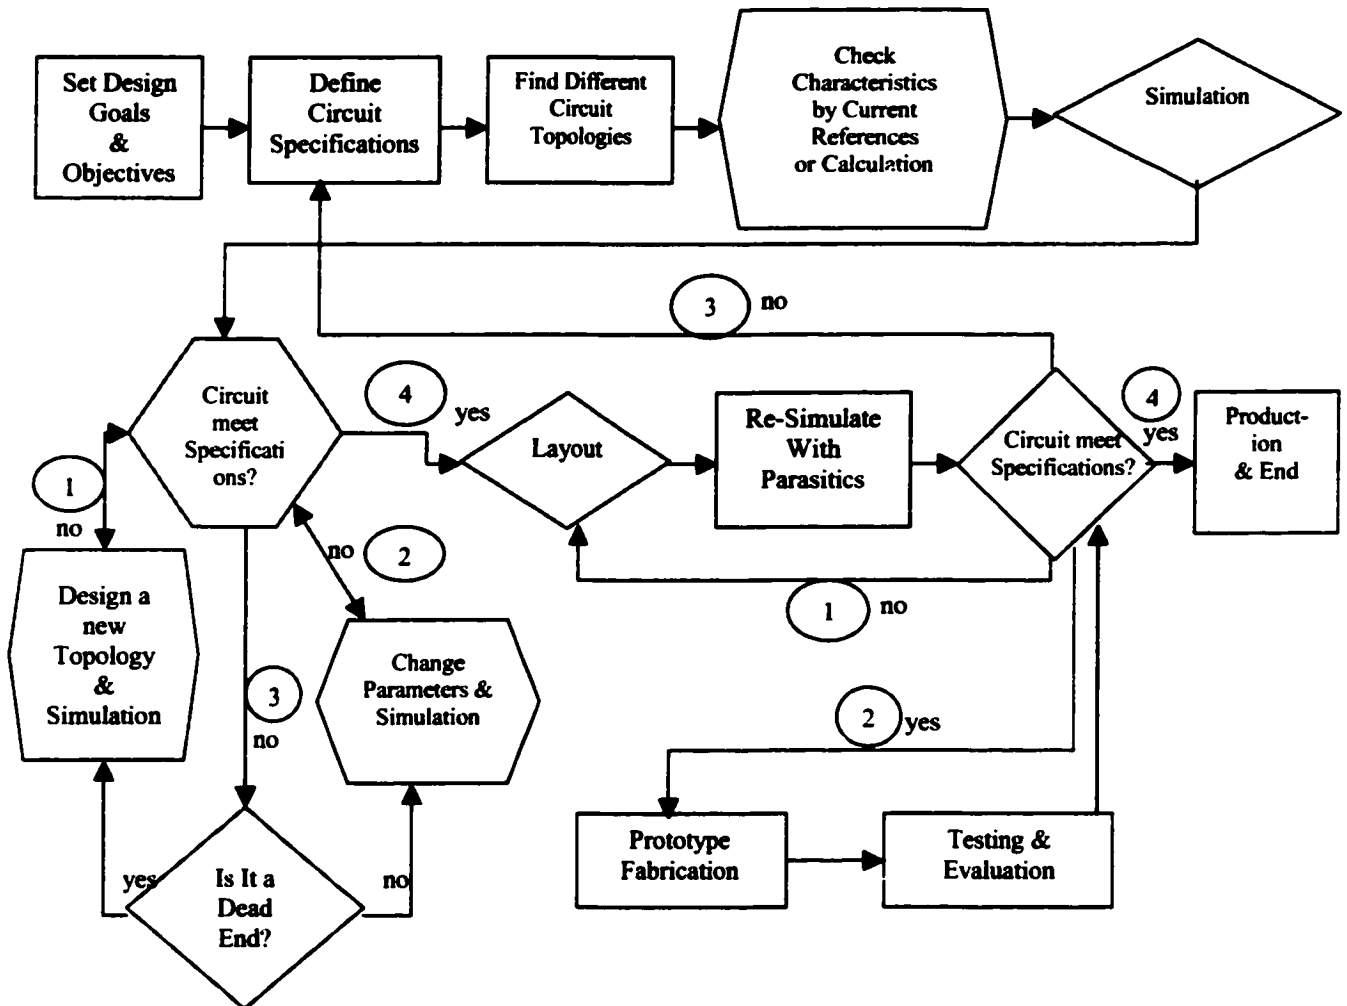 Set Design
Goals
&
Objectives
Define
Circuit
Specifications
Find Different
Circuit
Topologies
Check
Characteristics
by Current
References
or Calculation
Simulation
3
no
Circuit
meet
Specificati
ons?
4
yes
Layout
Re-Simulate
With
Parasitics
Circuit meet
Specifications?
4
yes
Product-
ion
& End
1
no
no
2
1
no
Design a
new
Topology
&
Simulation
3
no
Change
Parameters &
Simulation
2
yes
Prototype
Fabrication
Testing &
Evaluation
yes
Is It a
Dead
End?
no